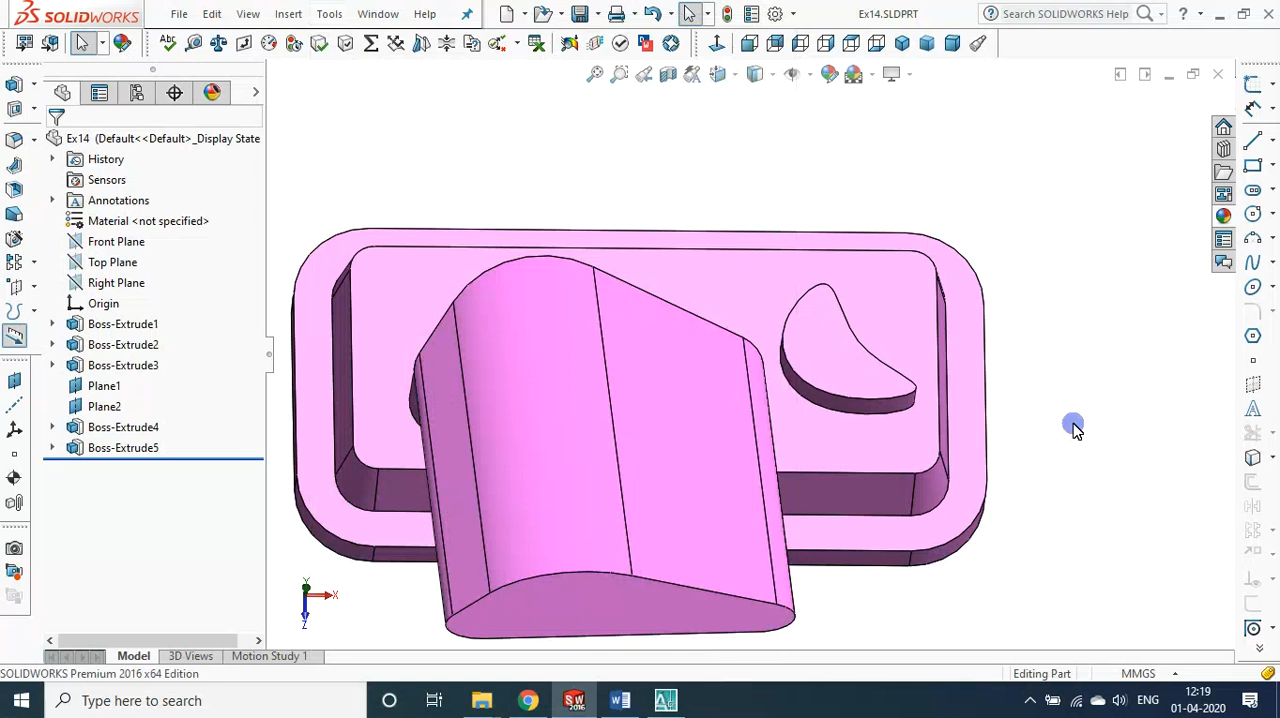 SOLIDWORKS File Edit View Insert Tools Window Help Ex14.SLDPRT Search SOLIDWORKS Help ?
Ex14 (Default<<Default>_Display State
History
Sensors
Annotations
Material <not specified>
Front Plane
Top Plane
Right Plane
Origin
Boss-Extrude1
Boss-Extrude2
Boss-Extrude3
Plane1
Plane2
Boss-Extrude4
Boss-Extrude5
Y
X
Z
Model 3D Views Motion Study 1
SOLIDWORKS Premium 2016 x64 Edition Editing Part MMGS
Type here to search ENG 12:19
01-04-2020